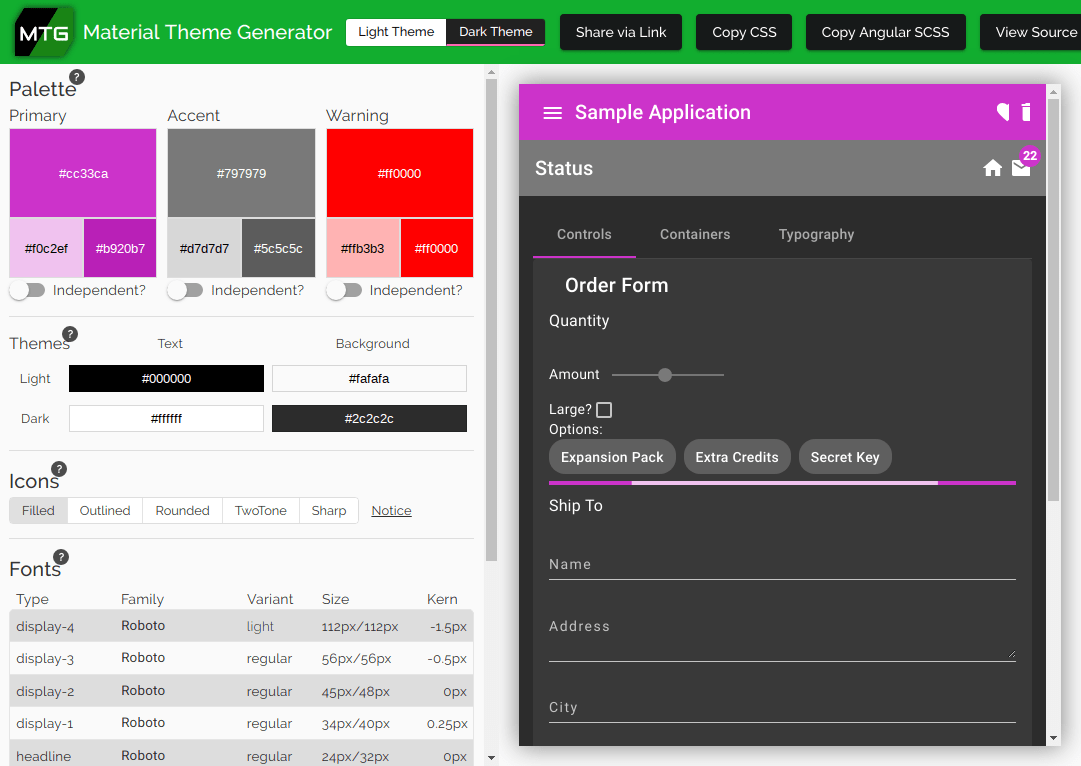 MTG Material Theme Generator Light Theme Dark Theme Share via Link Copy CSS Copy Angular SCSS View Source
Palette ?
Primary Accent Warning
#cc33ca #797979 #ff0000
#f0c2ef #b920b7 #d7d7d7 #5c5c5c #ffb3b3 #ff0000
Independent? Independent? Independent?
Themes ? Text Background
Light #000000 #fafafa
Dark #ffffff #2c2c2c
Icons ?
Filled Outlined Rounded TwoTone Sharp Notice
Fonts ?
Type Family Variant Size Kern
display-4 Roboto light 112px/112px -1.5px
display-3 Roboto regular 56px/56px -0.5px
display-2 Roboto regular 45px/48px 0px
display-1 Roboto regular 34px/40px 0.25px
headline Roboto regular 24px/32px 0px
Sample Application
Status 22
Controls Containers Typography
Order Form
Quantity
Amount
Large?
Options:
Expansion Pack Extra Credits Secret Key
Ship To
Name
Address
City